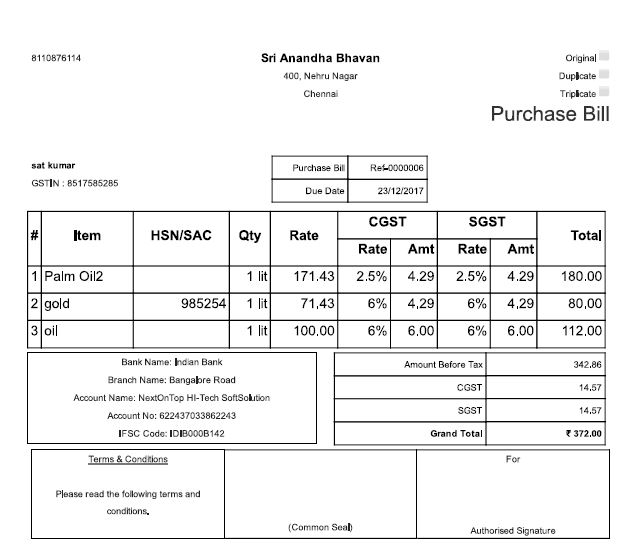 8110876114
Sri Anandha Bhavan
Original
400, Nehru Nagar
Duplicate
Chennai
Triplicate
Purchase Bill
sat kumar
GSTIN : 8517585285
Purchase Bill Ref-0000006
Due Date 23/12/2017
# Item HSN/SAC Qty Rate CGST SGST Total
Rate Amt Rate Amt
1 Palm Oil2 1 lit 171.43 2.5% 4.29 2.5% 4.29 180.00
2 gold 985254 1 lit 71.43 6% 4.29 6% 4.29 80.00
3 oil 1 lit 100.00 6% 6.00 6% 6.00 112.00
Bank Name: Indian Bank
Branch Name: Bangalore Road
Account Name: NextOnTop HI-Tech SoftSolution
Account No: 622437033862243
IFSC Code: IDIB000B142
Amount Before Tax 342.86
CGST 14.57
SGST 14.57
Grand Total ₹ 372.00
Terms & Conditions
Please read the following terms and
conditions.
(Common Seal)
For
Authorised Signature